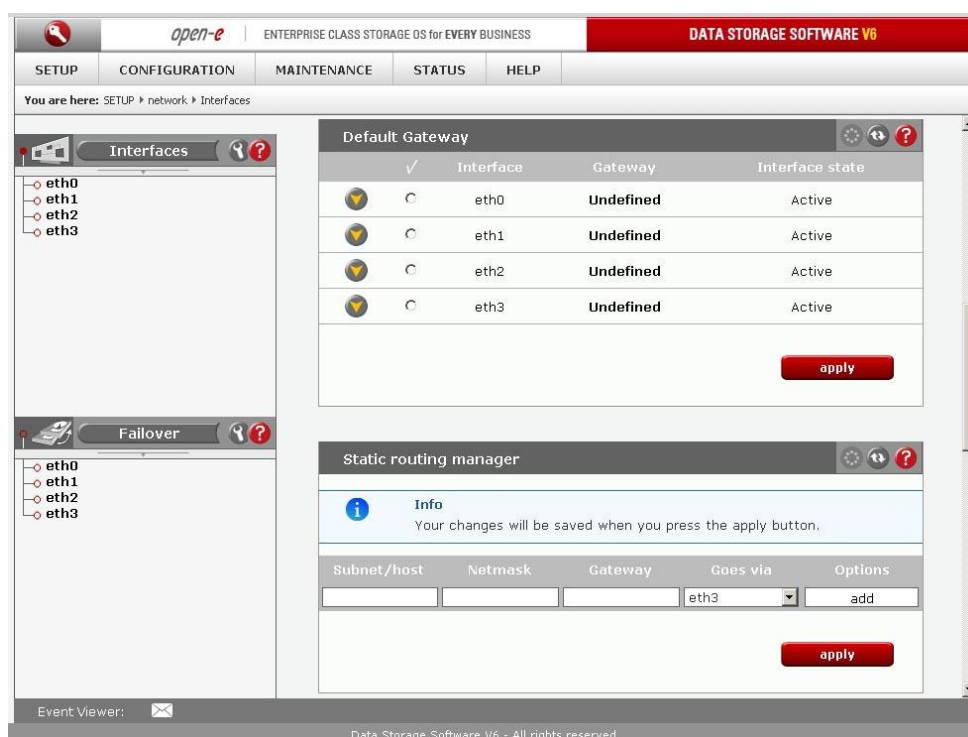 open-e ENTERPRISE CLASS STORAGE OS for EVERY BUSINESS DATA STORAGE SOFTWARE V6
SETUP CONFIGURATION MAINTENANCE STATUS HELP
You are here: SETUP network Interfaces
Interfaces
eth0
eth1
eth2
eth3
Failover
eth0
eth1
eth2
eth3
Default Gateway
Interface Gateway Interface state
eth0 Undefined Active
eth1 Undefined Active
eth2 Undefined Active
eth3 Undefined Active
apply
Static routing manager
Info
Your changes will be saved when you press the apply button.
Subnet/host Netmask Gateway Goes via Options
eth3 add
apply
Event Viewer:
Data Storage Software V6 - All rights reserved